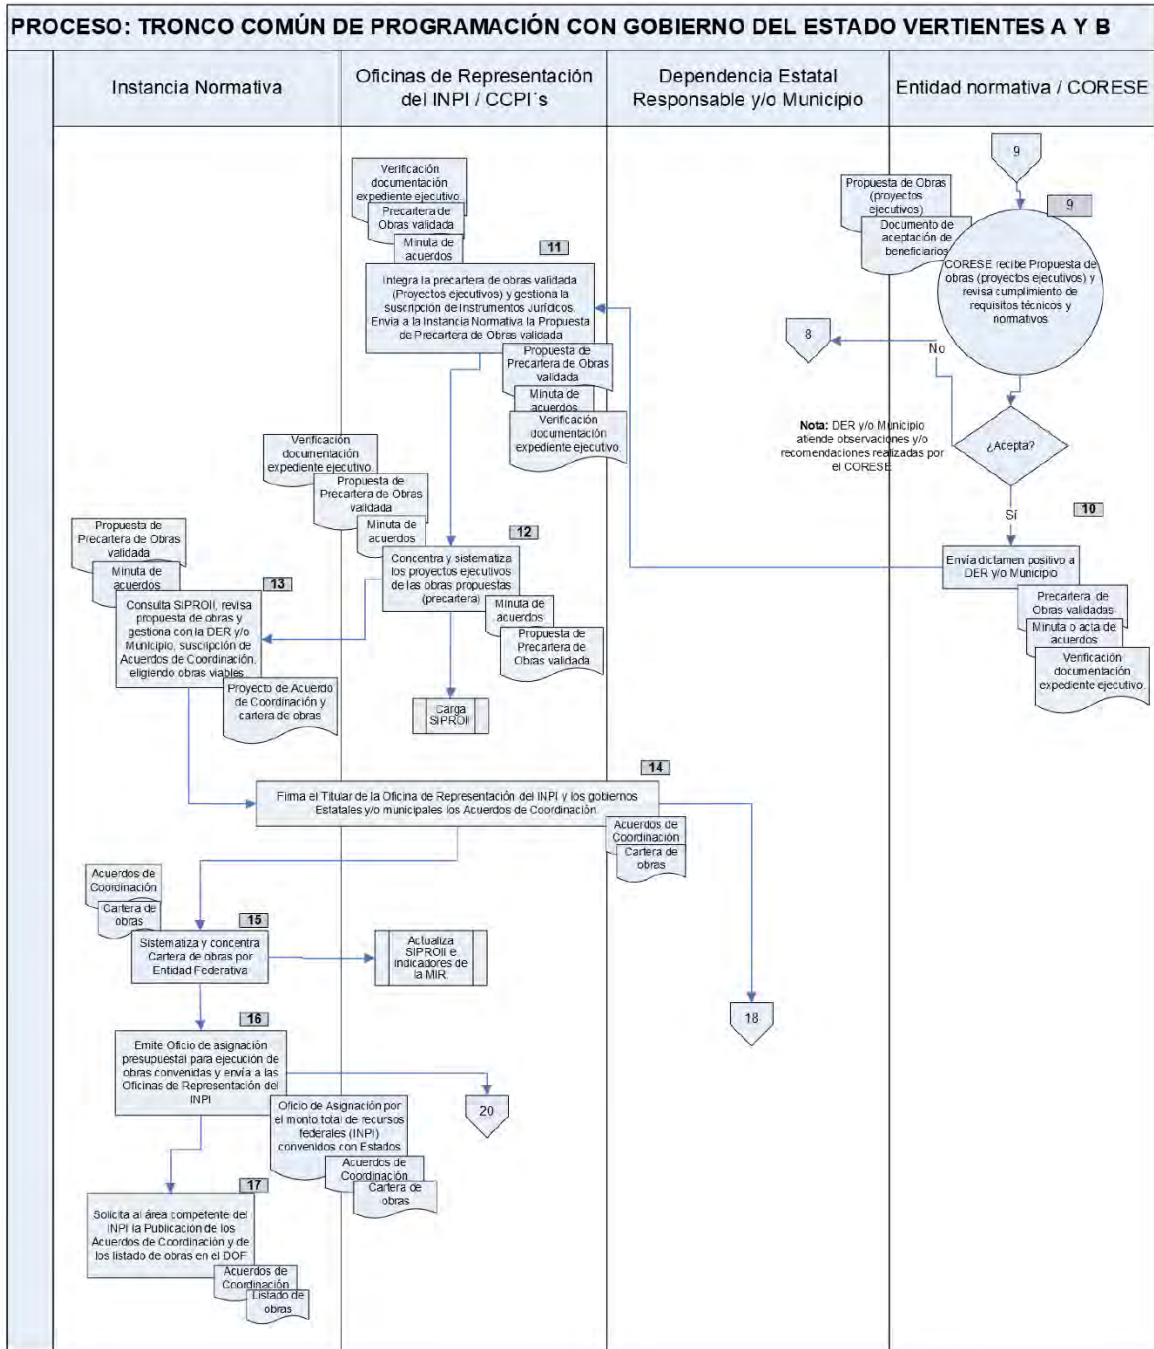 PROCESO: TRONCO COMÚN DE PROGRAMACIÓN CON GOBIERNO DEL ESTADO VERTIENTES A Y B
Instancia Normativa
Oficinas de Representación
del INPI / CCPI´s
Dependencia Estatal
Responsable y/o Municipio
Entidad normativa / CORESE
9
Propuesta de Obras
(proyectos
ejecutivos)
Documento de
aceptación de
beneficiarios
9
CORESE recibe Propuesta de
obras (proyectos ejecutivos) y
revisa cumplimiento de
requisitos técnicos y
normativos
8
No
Nota: DER y/o Municipio
atiende observaciones y/o
recomendaciones realizadas por
el CORESE
¿Acepta?
Sí
10
Envía dictamen positivo a
DER y/o Municipio
Precartera de
Obras validadas
Minuta o acta de
acuerdos
Verificación
documentación
expediente ejecutivo.
Verificación
documentación
expediente ejecutivo.
Precartera de
Obras validada
Minuta de
acuerdos
11
Integra la precartera de obras validada
(Proyectos ejecutivos) y gestiona la
suscripción de Instrumentos Jurídicos.
Envía a la Instancia Normativa la Propuesta
de Precartera de Obras validada
Propuesta de
Precartera de Obras
validada
Minuta de
acuerdos
Verificación
documentación
expediente ejecutivo.
Verificación
documentación
expediente ejecutivo.
Propuesta de
Precartera de Obras
validada
Minuta de
acuerdos
12
Concentra y sistematiza
los proyectos ejecutivos
de las obras propuestas
(precartera)
Minuta de
acuerdos
Propuesta de
Precartera de
Obras validada
Carga
SIPROII
Propuesta de
Precartera de Obras
validada
Minuta de
acuerdos
13
Consulta SIPROII, revisa
propuesta de obras y
gestiona con la DER y/o
Municipio, suscripción de
Acuerdos de Coordinación,
eligiendo obras viables.
Proyecto de Acuerdo
de Coordinación y
cartera de obras
14
Firma el Titular de la Oficina de Representación del INPI y los gobiernos
Estatales y/o municipales los Acuerdos de Coordinación.
Acuerdos de
Coordinación
Cartera de
obras
18
Acuerdos de
Coordinación
Cartera de
obras
15
Sistematiza y concentra
Cartera de obras por
Entidad Federativa
Actualiza
SIPROII e
indicadores de
la MIR.
16
Emite Oficio de asignación
presupuestal para ejecución de
obras convenidas y envía a las
Oficinas de Representación del
INPI
20
Oficio de Asignación por
el monto total de recursos
federales (INPI)
convenidos con Estados
Acuerdos de
Coordinación
Cartera de
obras
17
Solicita al área competente del
INPI la Publicación de los
Acuerdos de Coordinación y de
los listado de obras en el DOF
Acuerdos de
Coordinación
Listado de
obras